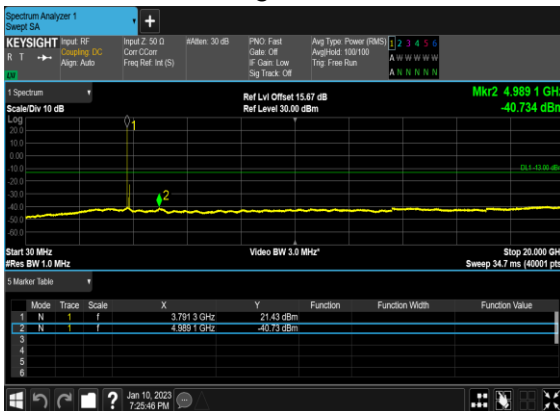 Spectrum Analyzer 1
Swept SA
KEYSIGHT Input: RF Input Z: 50 Ω #Atten: 30 dB PNO: Fast Avg Type: Power (RMS) 1 2 3 4 5 6
R T Coupling: DC Corr CCorr Gate: Off Avg|Hold: 100/100 A W W W W W
Align: Auto Freq Ref: Int (S) IF Gain: Low Trig: Free Run
LV Sig Track: Off A N N N N N
1 Spectrum Ref Lvl Offset 15.67 dB Mkr2 4.989 1 GHz
Scale/Div 10 dB Ref Level 30.00 dBm -40.734 dBm
Log
20.0 1
10.0
0.00
-10.0 DL1 -13.00 dBm
-20.0
-30.0 2
-40.0
-50.0
-60.0
Start 30 MHz Video BW 3.0 MHz* Stop 20.000 GHz
#Res BW 1.0 MHz Sweep 34.7 ms (40001 pts)
5 Marker Table
Mode Trace Scale X Y Function Function Width Function Value
1 N 1 f 3.791 3 GHz 21.43 dBm
2 N 1 f 4.989 1 GHz -40.73 dBm
3
4
5
6
? Jan 10, 2023
7:25:46 PM